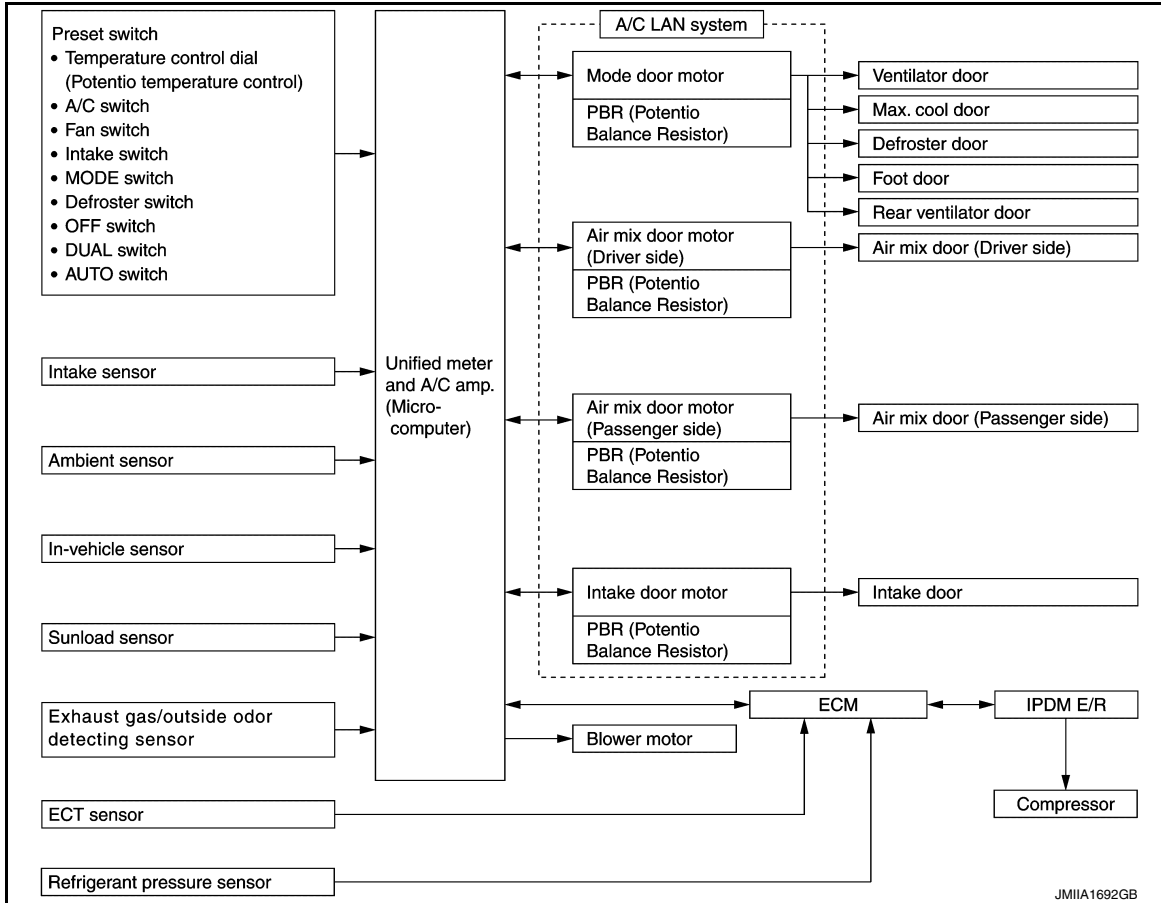 Preset switch
• Temperature control dial
(Potentio temperature control)
• A/C switch
• Fan switch
• Intake switch
• MODE switch
• Defroster switch
• OFF switch
• DUAL switch
• AUTO switch
Intake sensor
Ambient sensor
In-vehicle sensor
Sunload sensor
Exhaust gas/outside odor
detecting sensor
ECT sensor
Refrigerant pressure sensor
Unified meter
and A/C amp.
(Micro-
computer)
A/C LAN system
Mode door motor
PBR (Potentio
Balance Resistor)
Air mix door motor
(Driver side)
PBR (Potentio
Balance Resistor)
Air mix door motor
(Passenger side)
PBR (Potentio
Balance Resistor)
Intake door motor
PBR (Potentio
Balance Resistor)
Ventilator door
Max. cool door
Defroster door
Foot door
Rear ventilator door
Air mix door (Driver side)
Air mix door (Passenger side)
Intake door
ECM
IPDM E/R
Blower motor
Compressor
JMIIA1692GB